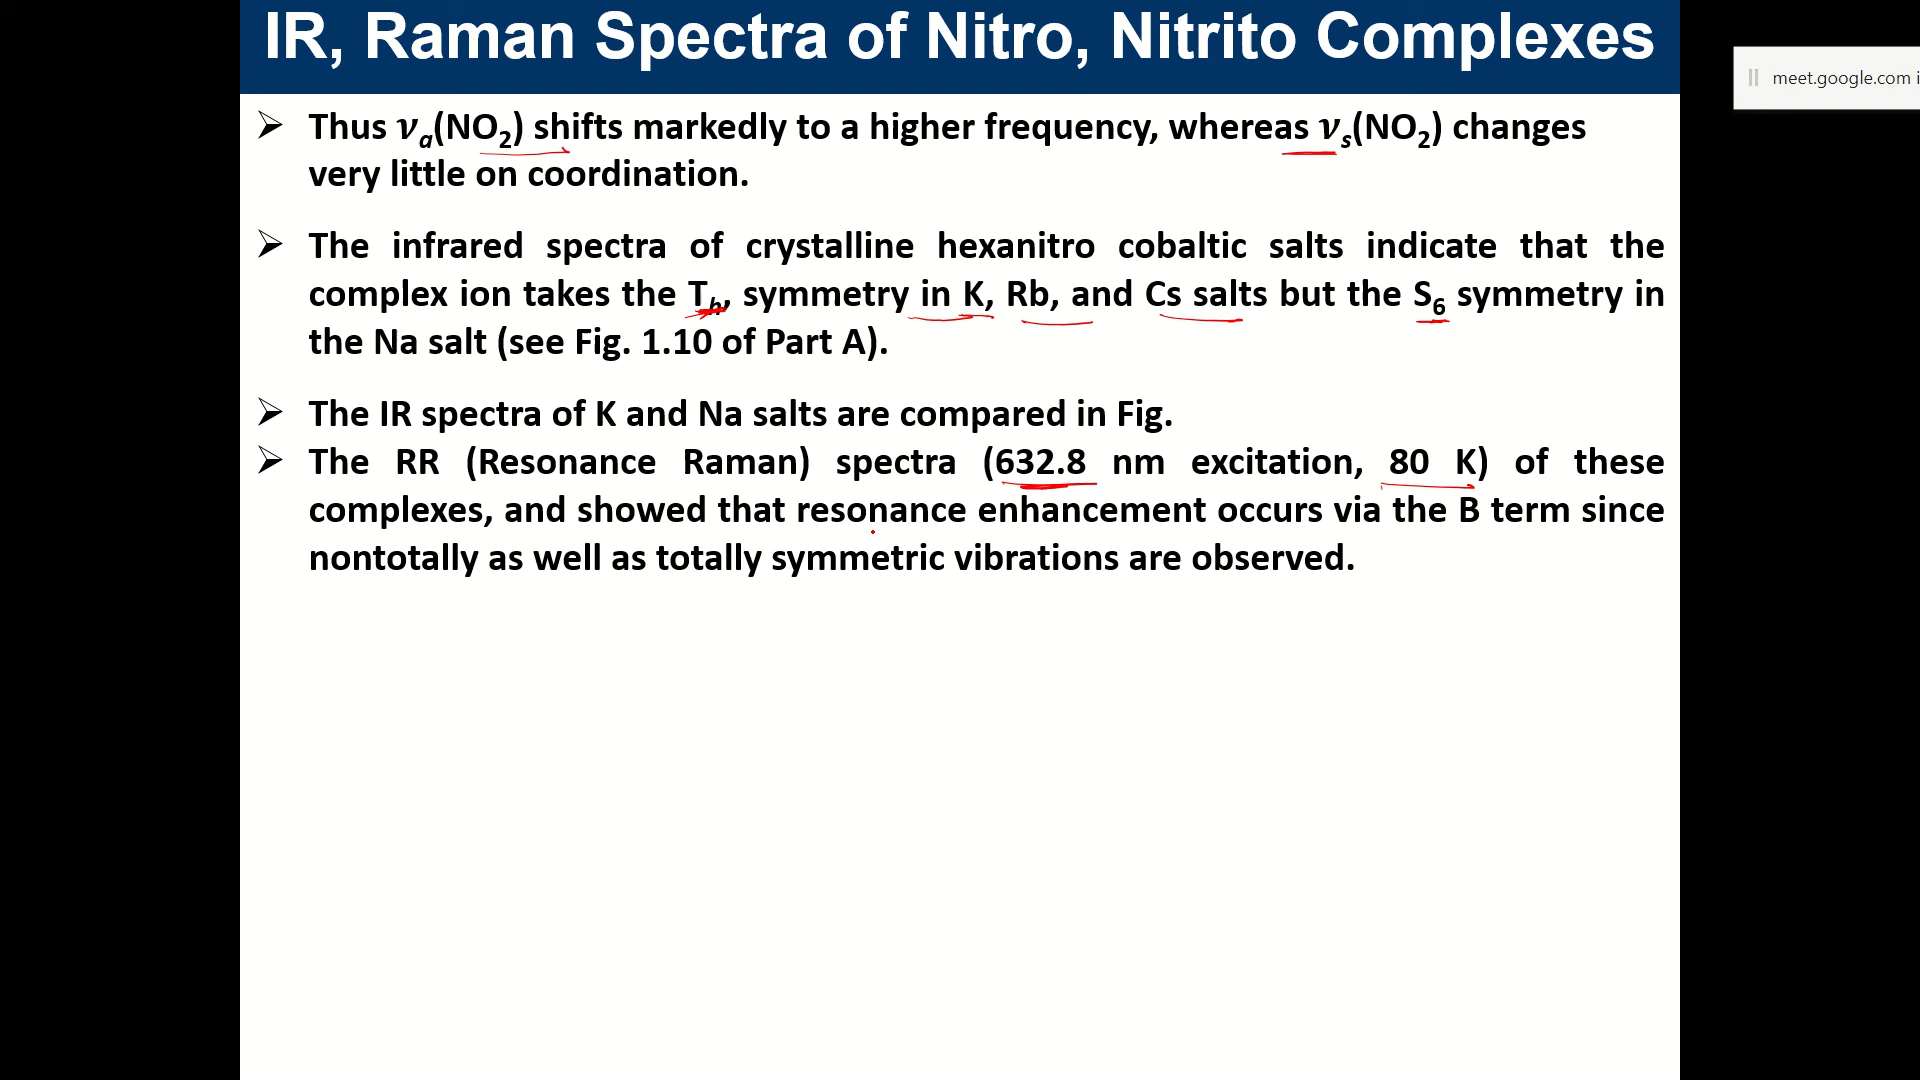 IR, Raman Spectra of Nitro, Nitrito Complexes
meet.google.com i
➢ Thus νa(NO2) shifts markedly to a higher frequency, whereas νs(NO2) changes
very little on coordination.
➢ The infrared spectra of crystalline hexanitro cobaltic salts indicate that the
complex ion takes the Th, symmetry in K, Rb, and Cs salts but the S6 symmetry in
the Na salt (see Fig. 1.10 of Part A).
➢ The IR spectra of K and Na salts are compared in Fig.
➢ The RR (Resonance Raman) spectra (632.8 nm excitation, 80 K) of these
complexes, and showed that resonance enhancement occurs via the B term since
nontotally as well as totally symmetric vibrations are observed.